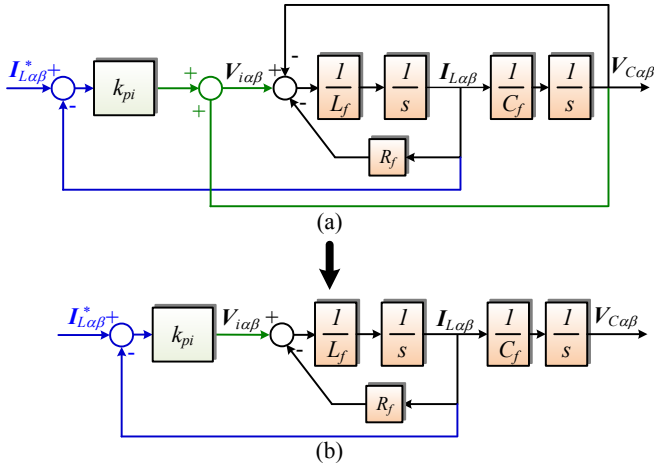 I*Lαβ + - kpi + + Viαβ + - - 1/Lf 1/s ILαβ 1/Cf 1/s VCαβ
Rf
(a)
I*Lαβ + - kpi Viαβ + - 1/Lf 1/s ILαβ 1/Cf 1/s VCαβ
Rf
(b)